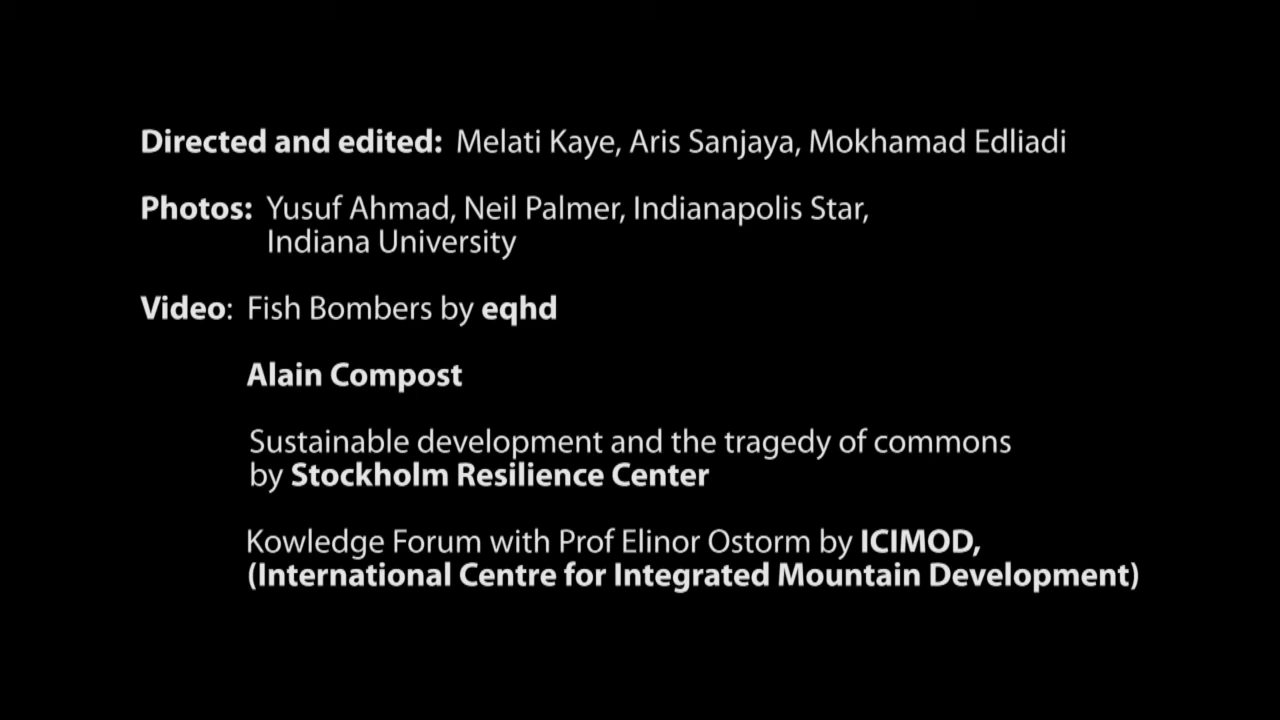 Directed and edited: Melati Kaye, Aris Sanjaya, Mokhamad Edliadi
Photos: Yusuf Ahmad, Neil Palmer, Indianapolis Star,
Indiana University
Video: Fish Bombers by eqhd
Alain Compost
Sustainable development and the tragedy of commons
by Stockholm Resilience Center
Kowledge Forum with Prof Elinor Ostorm by ICIMOD,
(International Centre for Integrated Mountain Development)